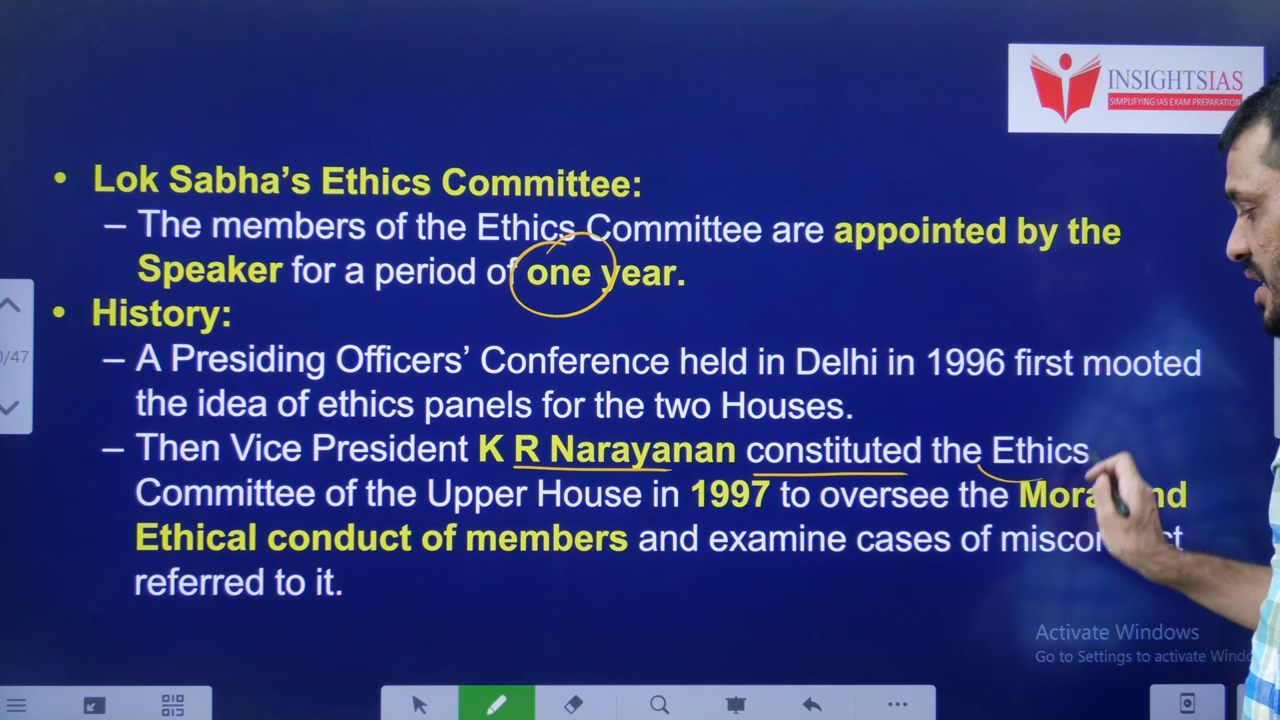 INSIGHTSIAS
SIMPLIFYING IAS EXAM PREPARATION
• Lok Sabha’s Ethics Committee:
– The members of the Ethics Committee are appointed by the
Speaker for a period of one year.
• History:
– A Presiding Officers’ Conference held in Delhi in 1996 first mooted
the idea of ethics panels for the two Houses.
– Then Vice President K R Narayanan constituted the Ethics
Committee of the Upper House in 1997 to oversee the
Ethical conduct of members and examine cases of
referred to it.
/47
Activate Windows
Go to Settings to activate